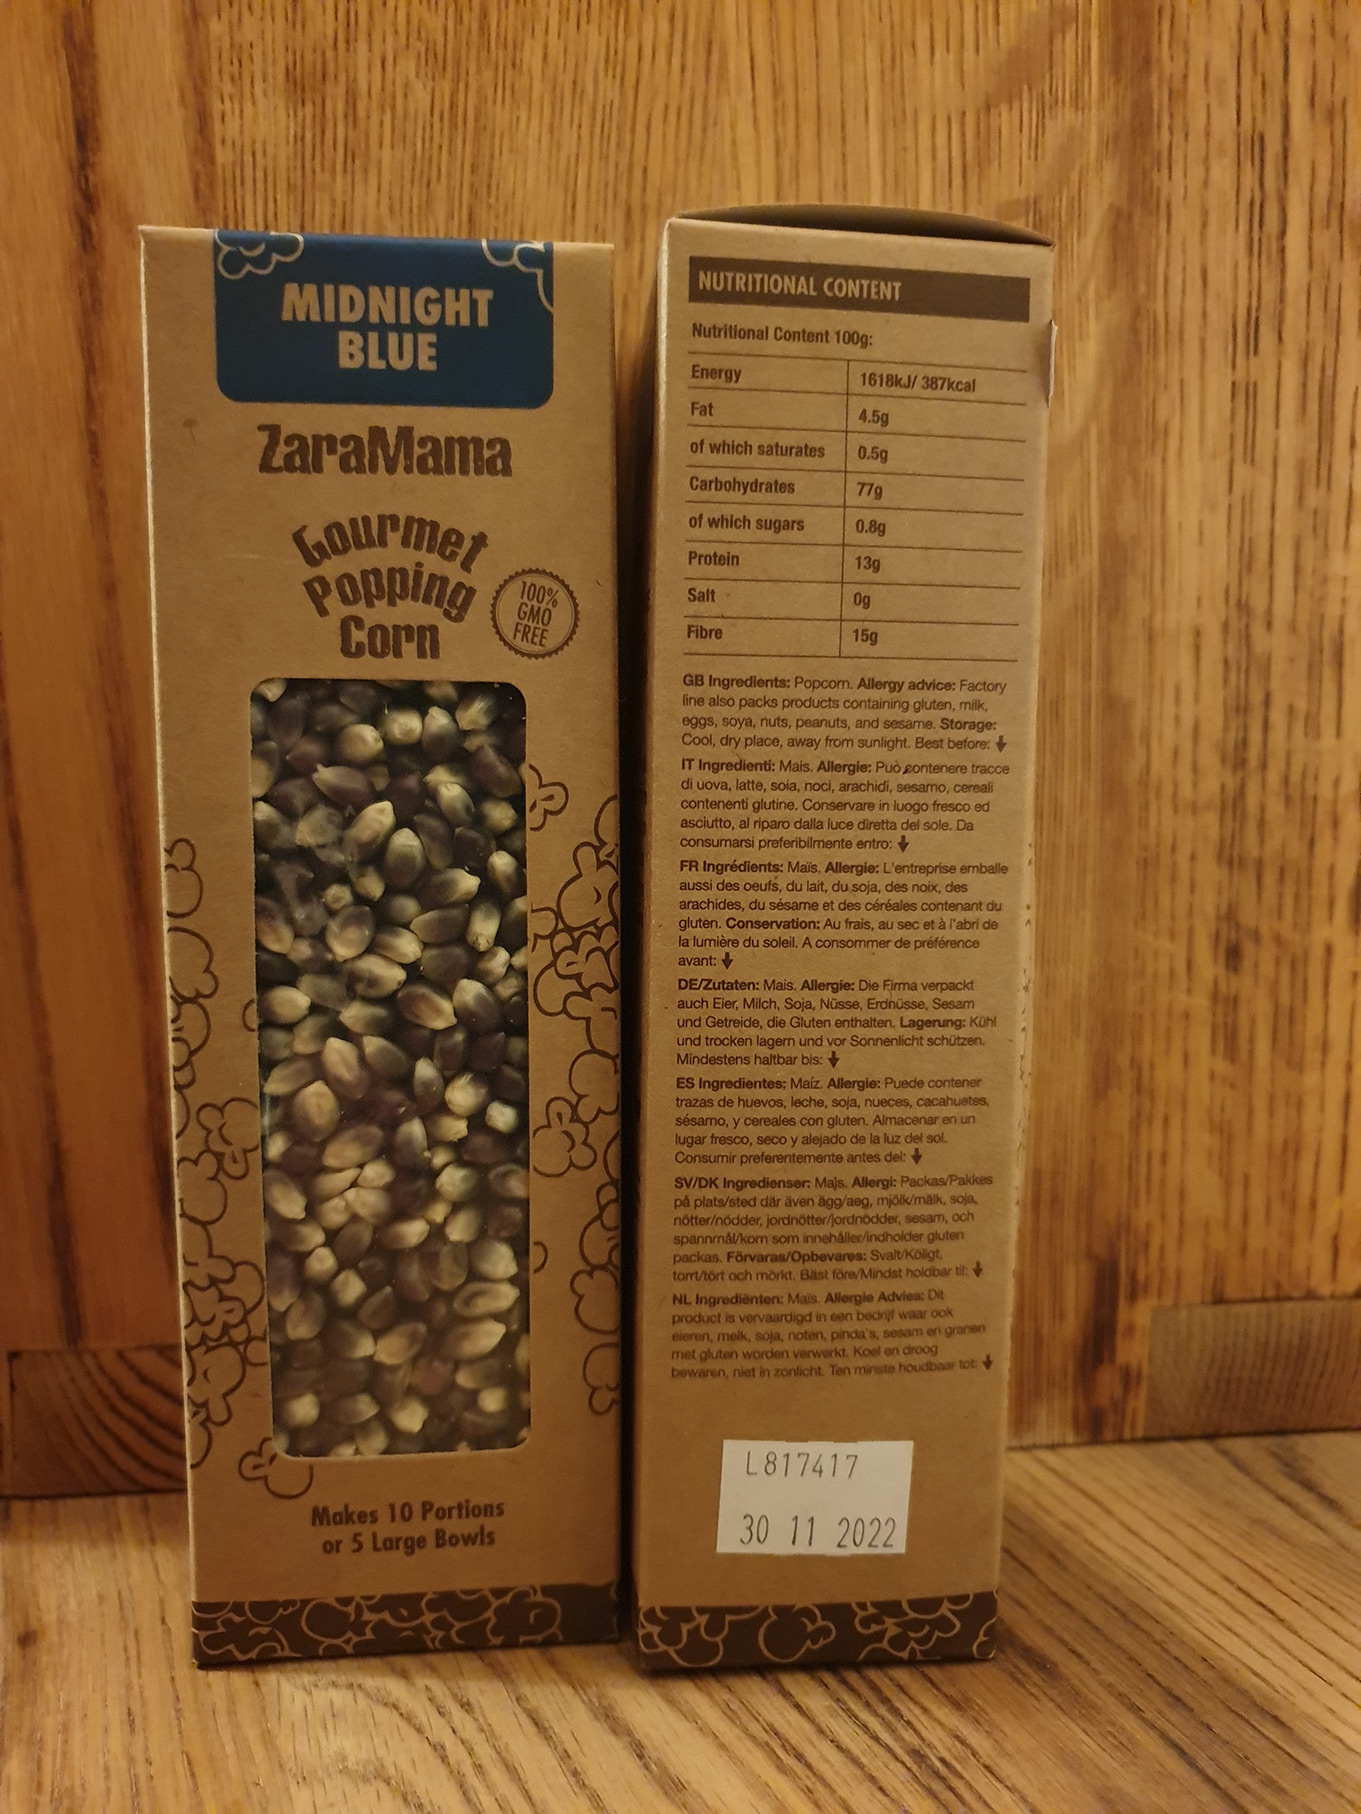 MIDNIGHT
BLUE
ZaraMama
Gourmet
Popping
Corn
100%
GMO
FREE
Makes 10 Portions
or 5 Large Bowls
NUTRITIONAL CONTENT
Nutritional Content 100g:
Energy 1618kJ/ 387kcal
Fat 4.5g
of which saturates 0.5g
Carbohydrates 77g
of which sugars 0.8g
Protein 13g
Salt 0g
Fibre 15g
GB Ingredients: Popcorn. Allergy advice: Factory
line also packs products containing gluten, milk,
eggs, soya, nuts, peanuts, and sesame. Storage:
Cool, dry place, away from sunlight. Best before:
IT Ingredienti: Mais. Allergie: Può contenere tracce
di uova, latte, soia, noci, arachidi, sesamo, cereali
contenenti glutine. Conservare in luogo fresco ed
asciutto, al riparo dalla luce diretta del sole. Da
consumarsi preferibilmente entro:
FR Ingrédients: Maïs. Allergie: L'entreprise emballe
aussi des oeufs, du lait, du soja, des noix, des
arachides, du sésame et des céréales contenant du
gluten. Conservation: Au frais, au sec et à l'abri de
la lumière du soleil. A consommer de préférence
avant:
DE/Zutaten: Mais. Allergie: Die Firma verpackt
auch Eier, Milch, Soja, Nüsse, Erdnüsse, Sesam
und Getreide, die Gluten enthalten. Lagerung: Kühl
und trocken lagern und vor Sonnenlicht schützen.
Mindestens haltbar bis:
ES Ingredientes: Maíz. Allergie: Puede contener
trazas de huevos, leche, soja, nueces, cacahuetes,
sésamo, y cereales con gluten. Almacenar en un
lugar fresco, seco y alejado de la luz del sol.
Consumir preferentemente antes del:
SV/DK Ingredienser: Majs. Allergi: Packas/Pakkes
på plats/sted där även ägg/aeg, mjölk/mälk, soja,
nötter/nödder, jordnötter/jordnödder, sesam, och
spannmål/korn som innehåller/indholder gluten
packas. Förvaras/Opbevares: Svalt/Köligt,
torrt/tört och mörkt. Bäst före/Mindst holdbar til:
NL Ingrediënten: Maïs. Allergie Advies: Dit
product is vervaardigd in een bedrijf waar ook
eieren, melk, soja, noten, pinda's, sesam en granen
met gluten worden verwerkt. Koel en droog
bewaren, niet in zonlicht. Ten minste houdbaar tot:
L817417
30 11 2022